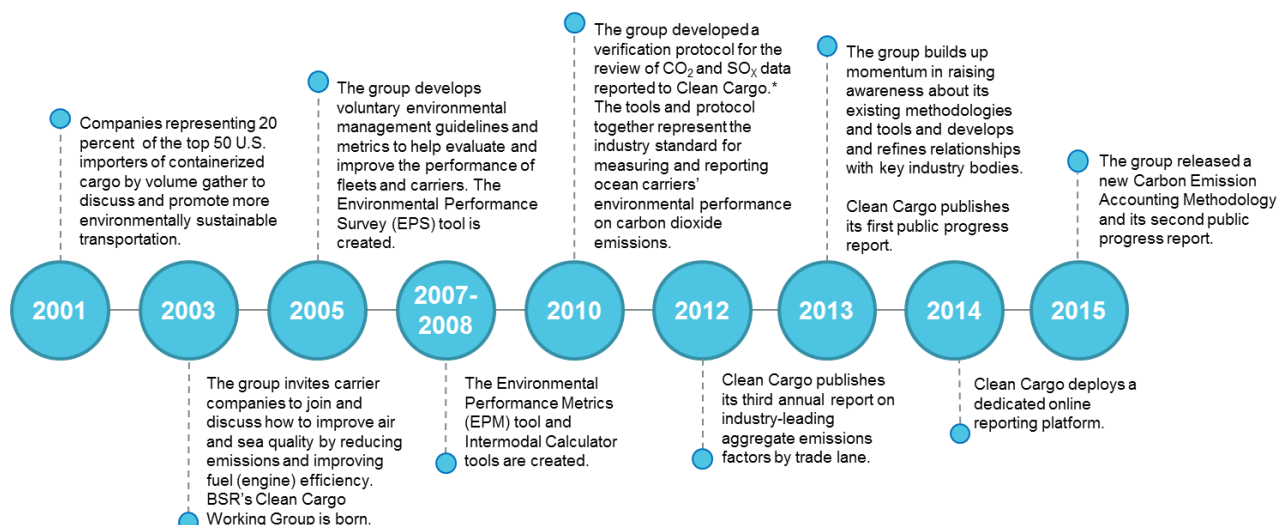 Companies representing 20
percent of the top 50 U.S.
importers of containerized
cargo by volume gather to
discuss and promote more
environmentally sustainable
transportation.
The group develops
voluntary environmental
management guidelines and
metrics to help evaluate and
improve the performance of
fleets and carriers. The
Environmental Performance
Survey (EPS) tool is
created.
The group developed a
verification protocol for the
review of CO2 and SOX data
reported to Clean Cargo.*
The tools and protocol
together represent the
industry standard for
measuring and reporting
ocean carriers'
environmental performance
on carbon dioxide
emissions.
The group builds up
momentum in raising
awareness about its
existing methodologies
and tools and develops
and refines relationships
with key industry bodies.
Clean Cargo publishes
its first public progress
report.
The group released a
new Carbon Emission
Accounting Methodology
and its second public
progress report.
2001
2003
2005
2007-
2008
2010
2012
2013
2014
2015
The group invites carrier
companies to join and
discuss how to improve air
and sea quality by reducing
emissions and improving
fuel (engine) efficiency.
BSR's Clean Cargo
Working Group is born.
The Environmental
Performance Metrics
(EPM) tool and
Intermodal Calculator
tools are created.
Clean Cargo publishes
its third annual report on
industry-leading
aggregate emissions
factors by trade lane.
Clean Cargo deploys a
dedicated online
reporting platform.